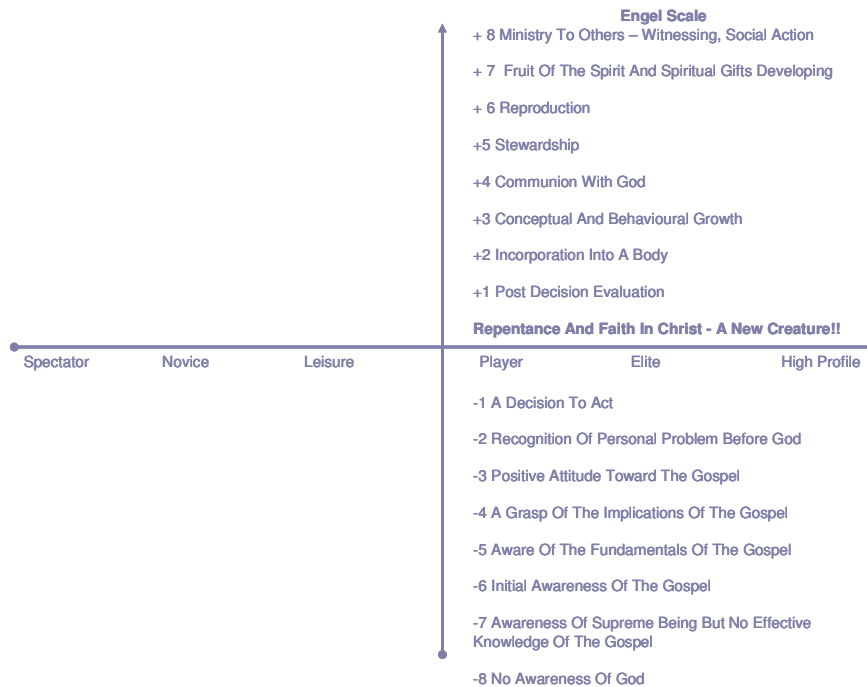 Engel Scale
+ 8 Ministry To Others – Witnessing, Social Action
+ 7  Fruit Of The Spirit And Spiritual Gifts Developing
+ 6 Reproduction
+5 Stewardship
+4 Communion With God
+3 Conceptual And Behavioural Growth
+2 Incorporation Into A Body
+1 Post Decision Evaluation
Repentance And Faith In Christ - A New Creature!!
Spectator Novice Leisure Player Elite High Profile
-1 A Decision To Act
-2 Recognition Of Personal Problem Before God
-3 Positive Attitude Toward The Gospel
-4 A Grasp Of The Implications Of The Gospel
-5 Aware Of The Fundamentals Of The Gospel
-6 Initial Awareness Of The Gospel
-7 Awareness Of Supreme Being But No Effective
Knowledge Of The Gospel
-8 No Awareness Of God